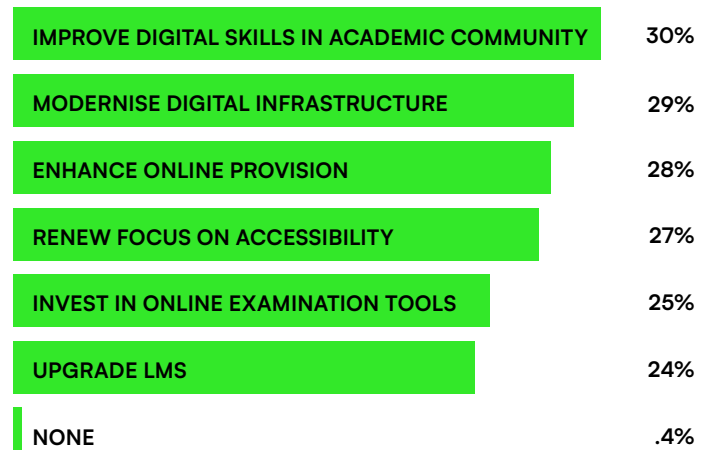 IMPROVE DIGITAL SKILLS IN ACADEMIC COMMUNITY 30%
MODERNISE DIGITAL INFRASTRUCTURE 29%
ENHANCE ONLINE PROVISION 28%
RENEW FOCUS ON ACCESSIBILITY 27%
INVEST IN ONLINE EXAMINATION TOOLS 25%
UPGRADE LMS 24%
NONE .4%